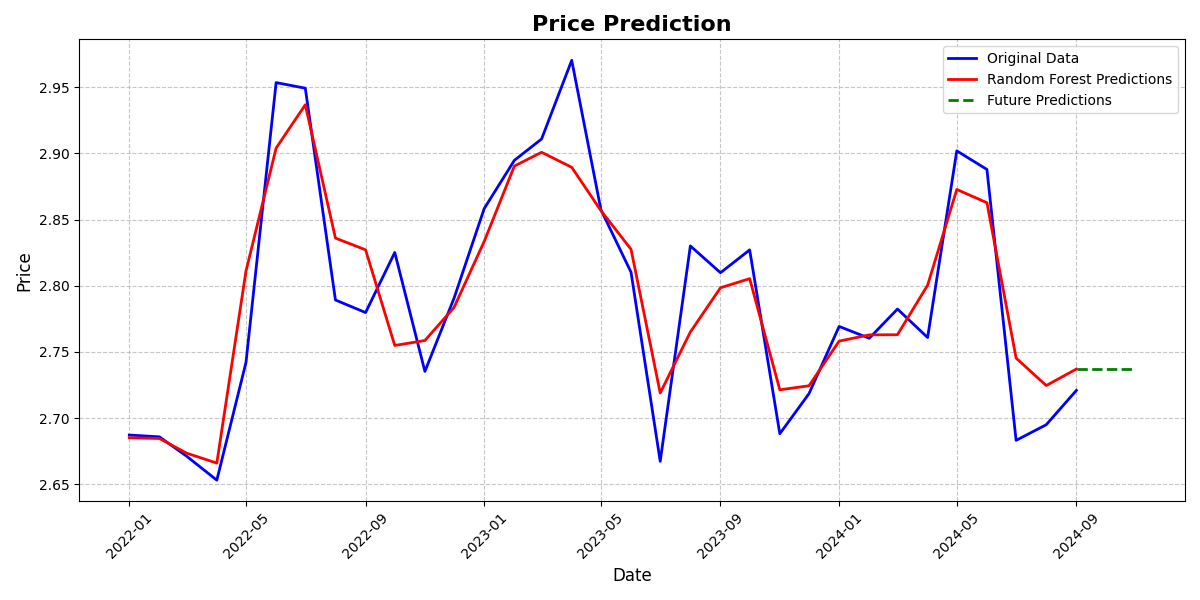 Price Prediction
Original Data
Random Forest Predictions
Future Predictions
Price
2.95
2.90
2.85
2.80
2.75
2.70
2.65
2022-01
2022-05
2022-09
2023-01
2023-05
2023-09
2024-01
2024-05
2024-09
Date